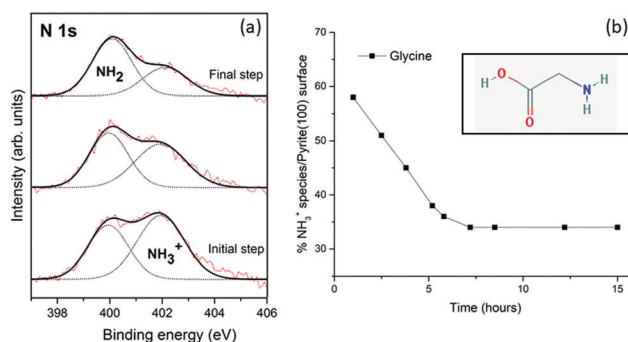 N 1s
(a)
NH2
Final step
NH3+
Initial step
Intensity (arb. units)
398 400 402 404 406
Binding energy (eV)
(b)
Glycine
H O O N H H
% NH3+ species/Pyrite(100) surface
70
60
50
40
30
0 5 10 15
Time (hours)